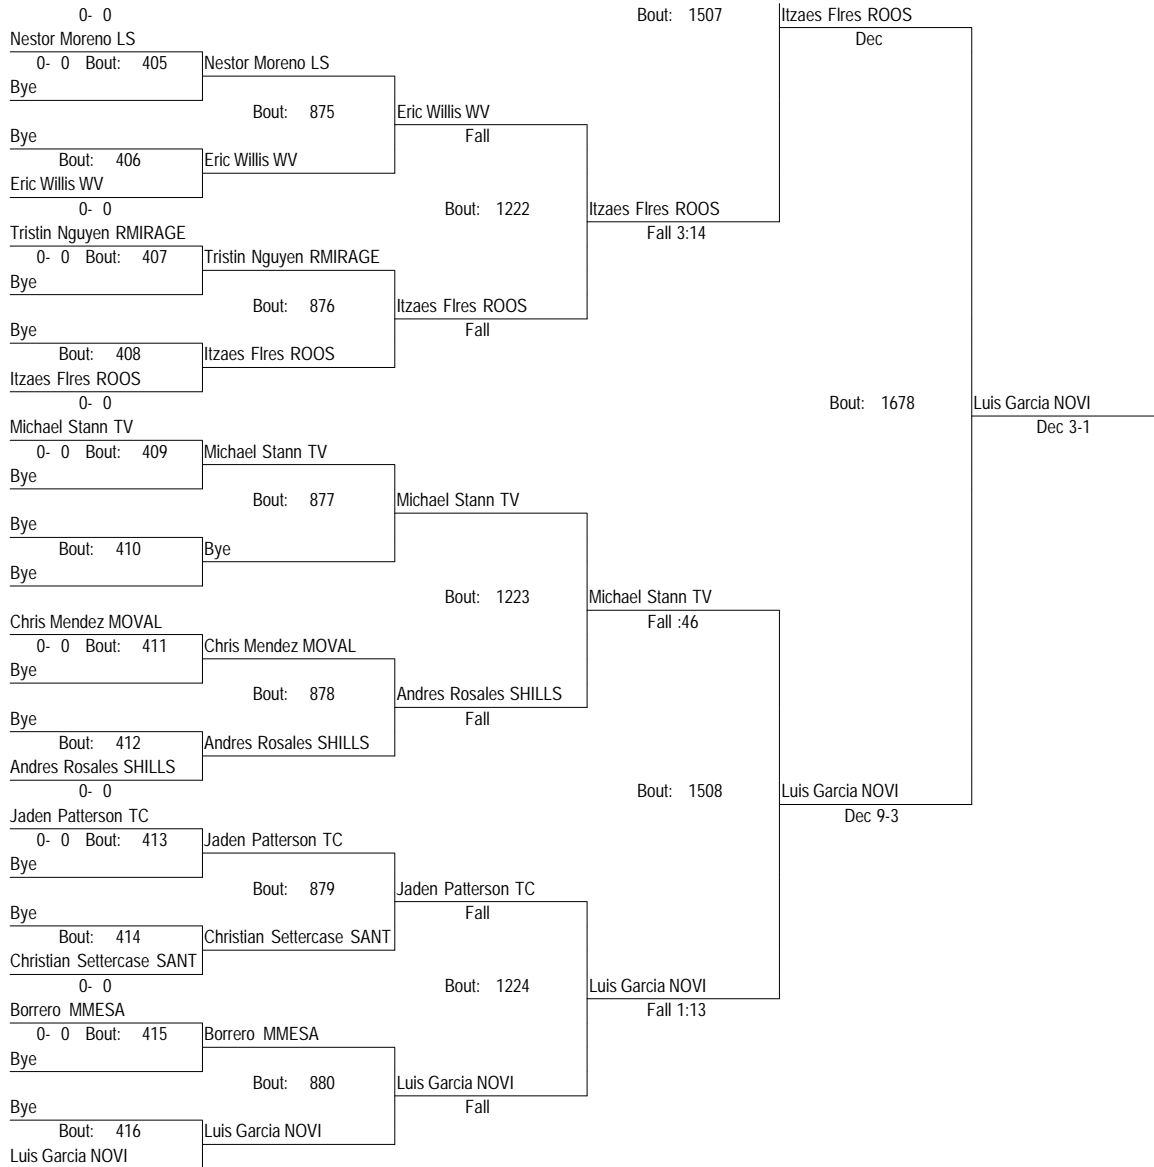 0- 0
Bout: 1507
Itzaes Flres ROOS
Nestor Moreno LS
Dec
0- 0 Bout: 405
Nestor Moreno LS
Bye
Bout: 875
Eric Willis WV
Bye
Fall
Bout: 406
Eric Willis WV
Eric Willis WV
0- 0
Bout: 1222
Itzaes Flres ROOS
Tristin Nguyen RMIRAGE
Fall 3:14
0- 0 Bout: 407
Tristin Nguyen RMIRAGE
Bye
Bout: 876
Itzaes Flres ROOS
Bye
Fall
Bout: 408
Itzaes Flres ROOS
Itzaes Flres ROOS
0- 0
Bout: 1678
Luis Garcia NOVI
Michael Stann TV
Dec 3-1
0- 0 Bout: 409
Michael Stann TV
Bye
Bout: 877
Michael Stann TV
Bye
Bout: 410
Bye
Bye
Bout: 1223
Michael Stann TV
Chris Mendez MOVAL
Fall :46
0- 0 Bout: 411
Chris Mendez MOVAL
Bye
Bout: 878
Andres Rosales SHILLS
Bye
Fall
Bout: 412
Andres Rosales SHILLS
Andres Rosales SHILLS
0- 0
Bout: 1508
Luis Garcia NOVI
Jaden Patterson TC
Dec 9-3
0- 0 Bout: 413
Jaden Patterson TC
Bye
Bout: 879
Jaden Patterson TC
Bye
Fall
Bout: 414
Christian Settercase SANT
Christian Settercase SANT
0- 0
Bout: 1224
Luis Garcia NOVI
Borrero MMESA
Fall 1:13
0- 0 Bout: 415
Borrero MMESA
Bye
Bout: 880
Luis Garcia NOVI
Bye
Fall
Bout: 416
Luis Garcia NOVI
Luis Garcia NOVI